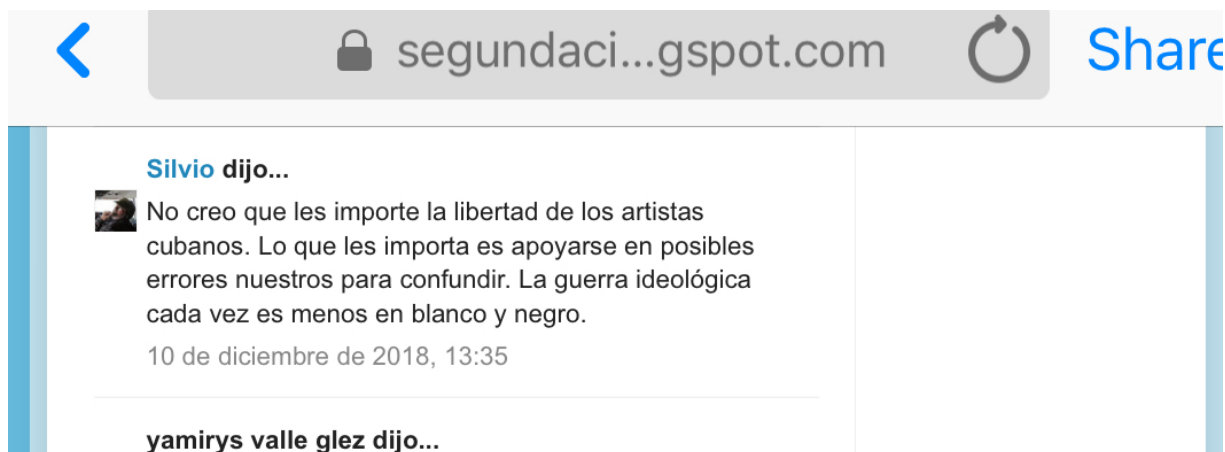 segundaci...gspot.com
Share
Silvio dijo...
No creo que les importe la libertad de los artistas
cubanos. Lo que les importa es apoyarse en posibles
errores nuestros para confundir. La guerra ideológica
cada vez es menos en blanco y negro.
10 de diciembre de 2018, 13:35
yamirys valle glez dijo...